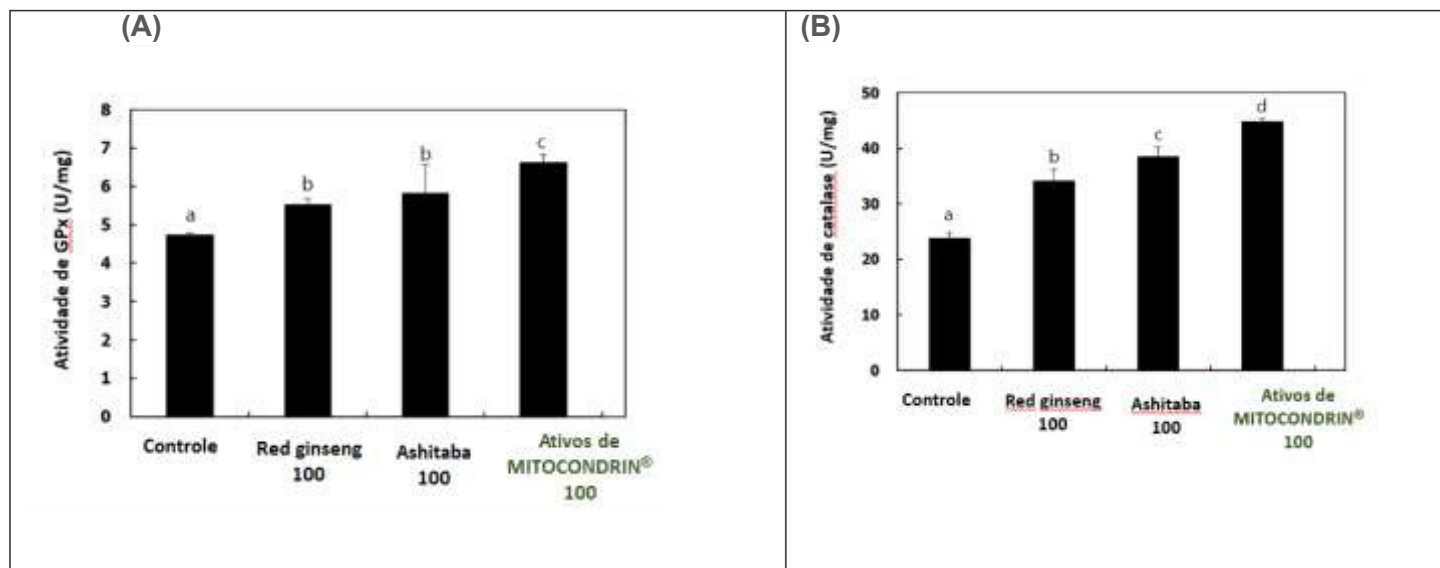 (A)
Atividade de GPx (U/mg)
8
7
6
5
4
3
2
1
0
a
b
b
c
Controle
Red ginseng
100
Ashitaba
100
Ativos de
MITOCONDRIN®
100
(B)
Atividade de catalase (U/mg)
50
40
30
20
10
0
a
b
c
d
Controle
Red ginseng
100
Ashitaba
100
Ativos de
MITOCONDRIN®
100